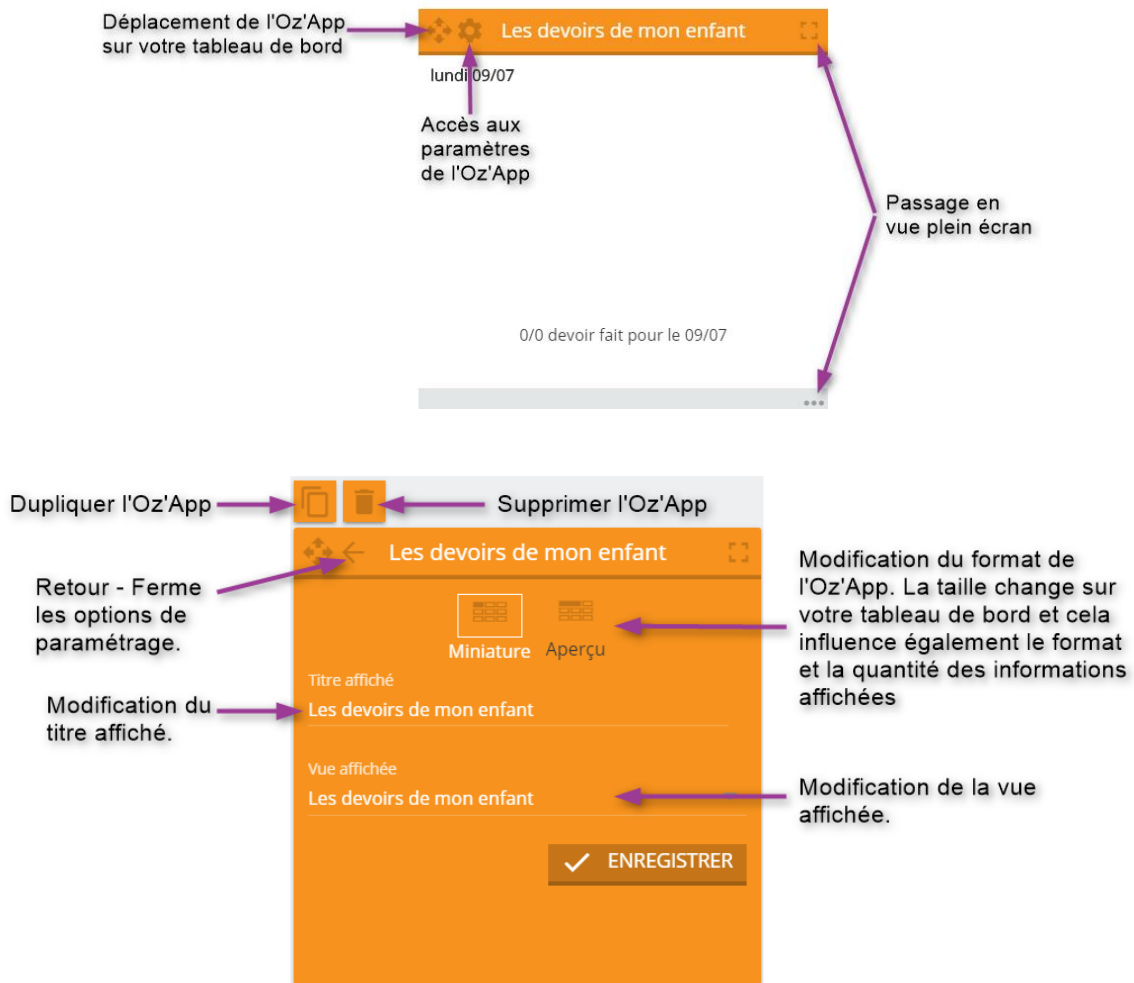 Déplacement de l'Oz'App
sur votre tableau de bord
Les devoirs de mon enfant
lundi 09/07
Accès aux
paramètres
de l'Oz'App
Passage en
vue plein écran
0/0 devoir fait pour le 09/07
Dupliquer l'Oz'App
Supprimer l'Oz'App
Les devoirs de mon enfant
Retour - Ferme
les options de
paramétrage.
Miniature
Aperçu
Modification du format de
l'Oz'App. La taille change sur
votre tableau de bord et cela
influence également le format
et la quantité des informations
affichées
Modification du
titre affiché.
Titre affiché
Les devoirs de mon enfant
Vue affichée
Les devoirs de mon enfant
Modification de la vue
affichée.
ENREGISTRER